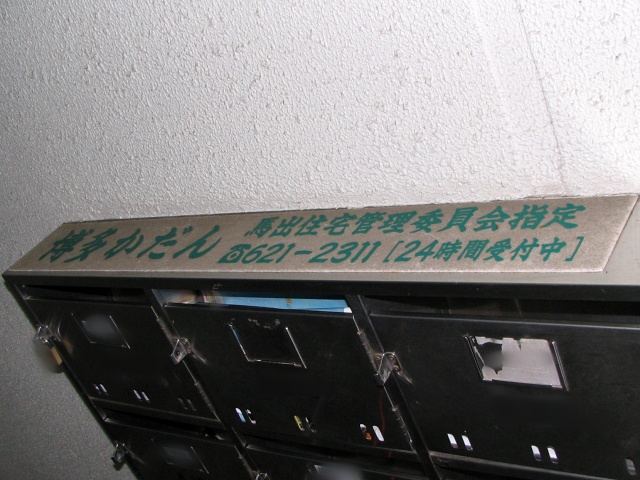 博多かだん
馬出住宅管理委員会指定
☎621-2311 [24時間受付中]